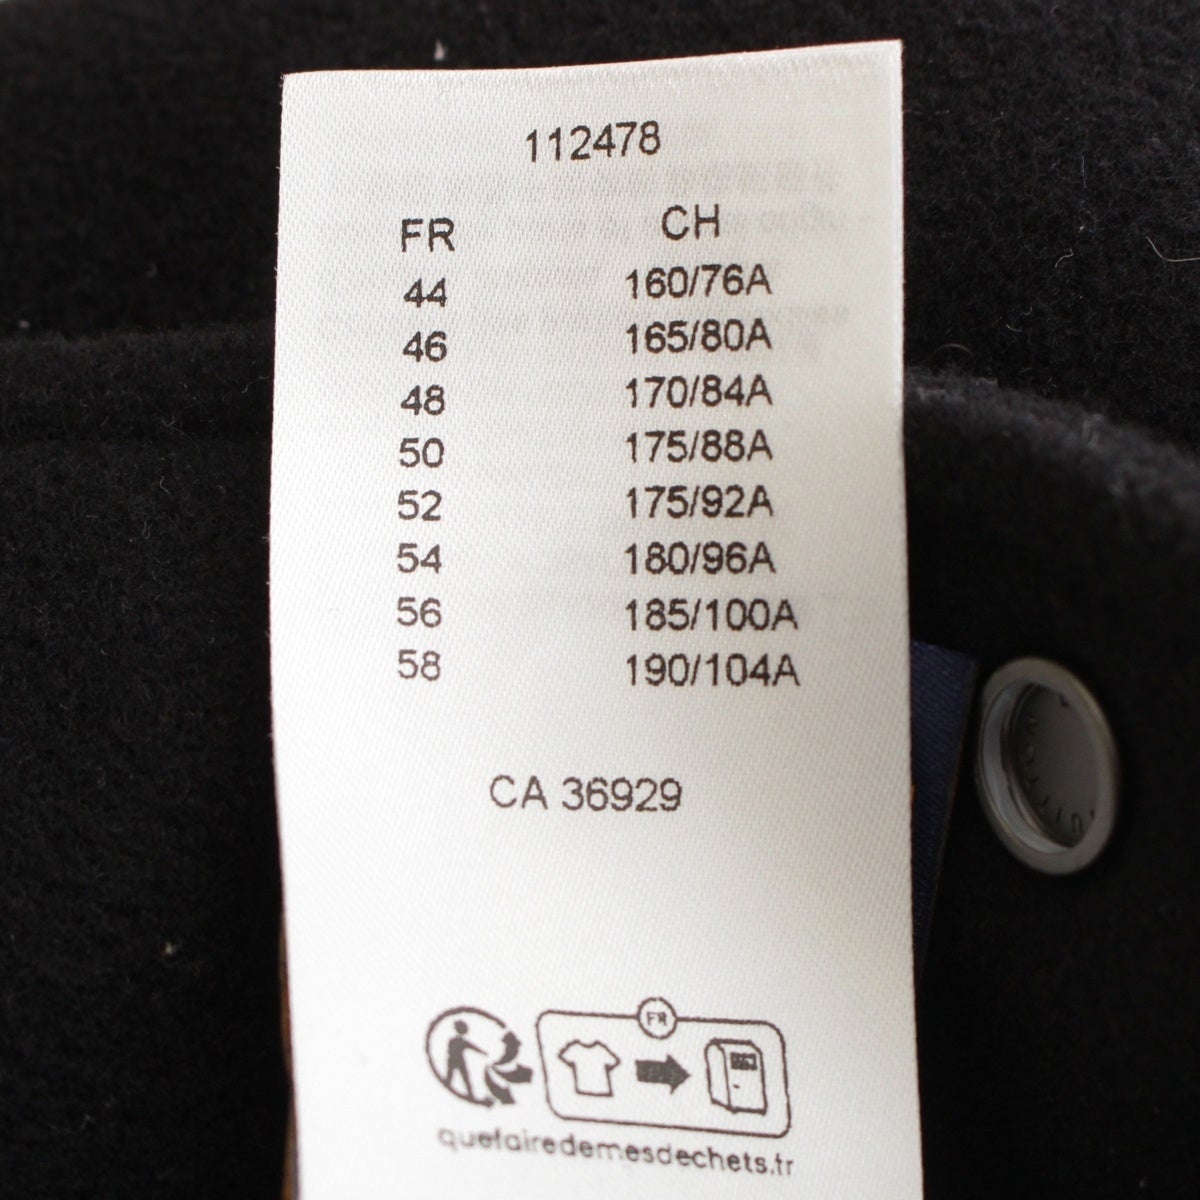 112478
FR CH
44 160/76A
46 165/80A
48 170/84A
50 175/88A
52 175/92A
54 180/96A
56 185/100A
58 190/104A
CA 36929
FR
quefairedemesdechets.fr